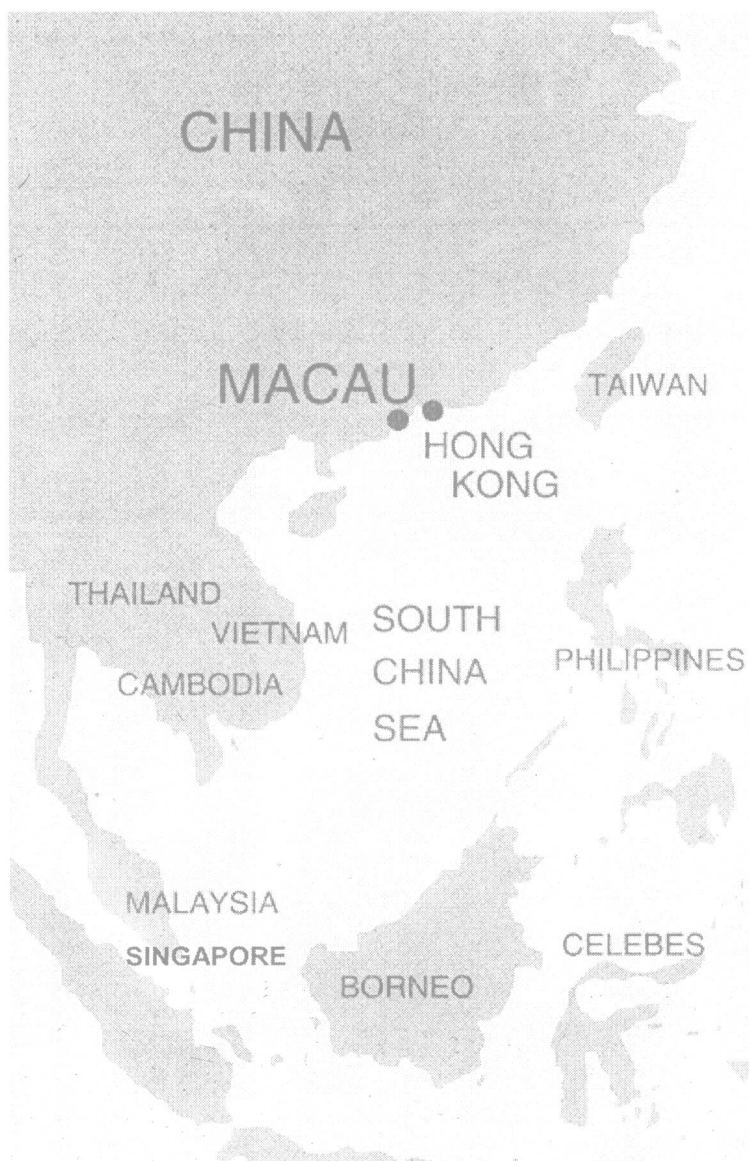 CHINA
MACAU
TAIWAN
HONG
KONG
THAILAND
VIETNAM
SOUTH
CHINA
SEA
CAMBODIA
PHILIPPINES
MALAYSIA
SINGAPORE
BORNEO
CELEBES